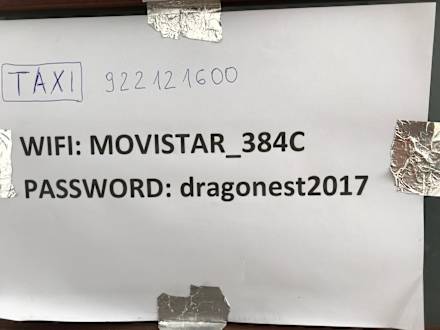 TAXI 922121600
WIFI: MOVISTAR_384C
PASSWORD: dragonest2017